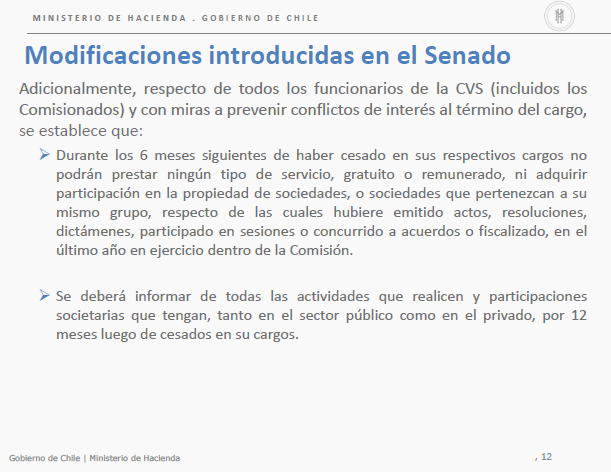 MINISTERIO DE HACIENDA . GOBIERNO DE CHILE
Modificaciones introducidas en el Senado
Adicionalmente, respecto de todos los funcionarios de la CVS (incluidos los
Comisionados) y con miras a prevenir conflictos de interés al término del cargo,
se establece que:
➢ Durante los 6 meses siguientes de haber cesado en sus respectivos cargos no
podrán prestar ningún tipo de servicio, gratuito o remunerado, ni adquirir
participación en la propiedad de sociedades, o sociedades que pertenezcan a su
mismo grupo, respecto de las cuales hubiere emitido actos, resoluciones,
dictámenes, participado en sesiones o concurrido a acuerdos o fiscalizado, en el
último año en ejercicio dentro de la Comisión.
➢ Se deberá informar de todas las actividades que realicen y participaciones
societarias que tengan, tanto en el sector público como en el privado, por 12
meses luego de cesados en su cargos.
Gobierno de Chile | Ministerio de Hacienda
, 12